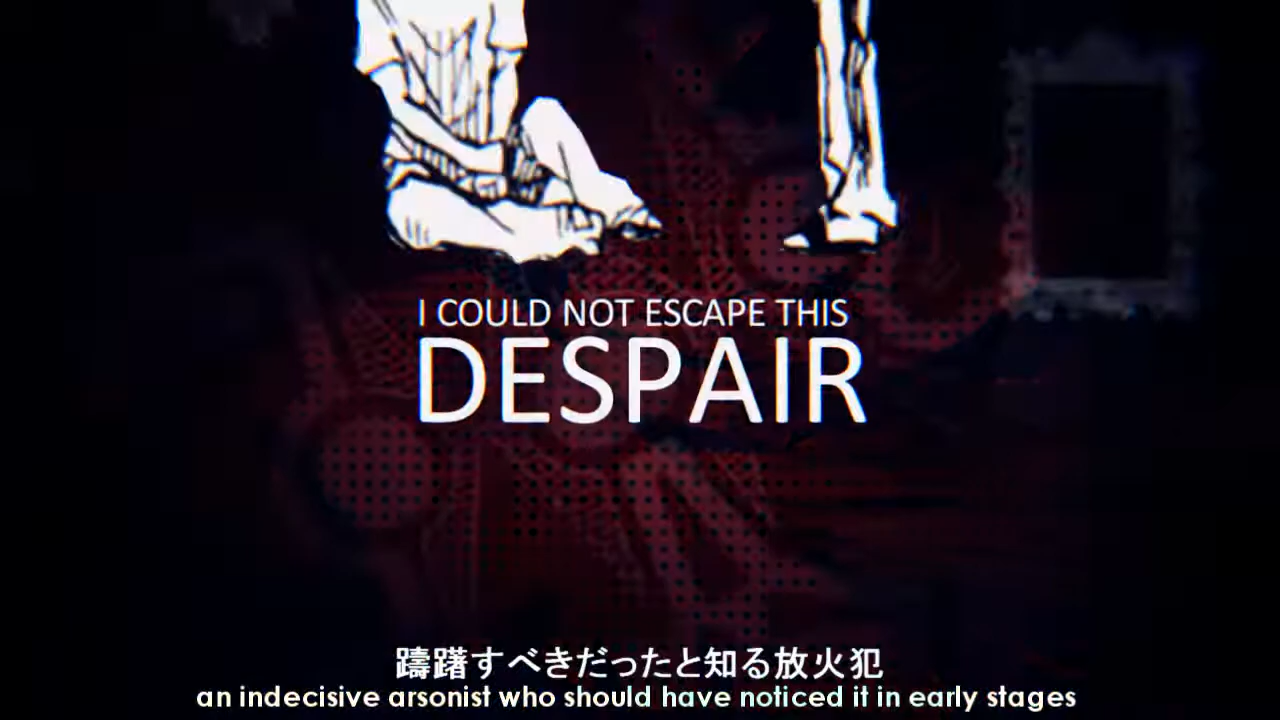 I COULD NOT ESCAPE THIS
DESPAIR
躊躇すべきだったと知る放火犯
an indecisive arsonist who should have noticed it in early stages